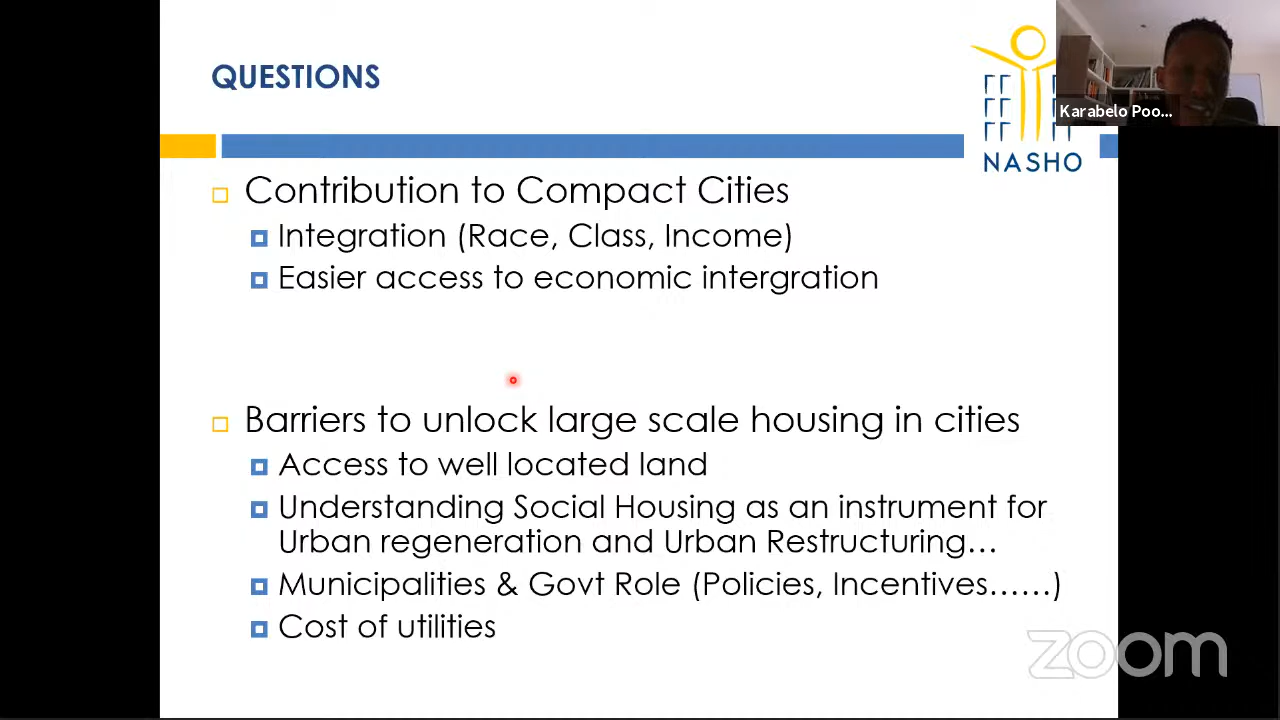 QUESTIONS
Karabelo Poo...
NASHO
Contribution to Compact Cities
Integration (Race, Class, Income)
Easier access to economic intergration
Barriers to unlock large scale housing in cities
Access to well located land
Understanding Social Housing as an instrument for
Urban regeneration and Urban Restructuring...
Municipalities & Govt Role (Policies, Incentives......)
Cost of utilities
zoom